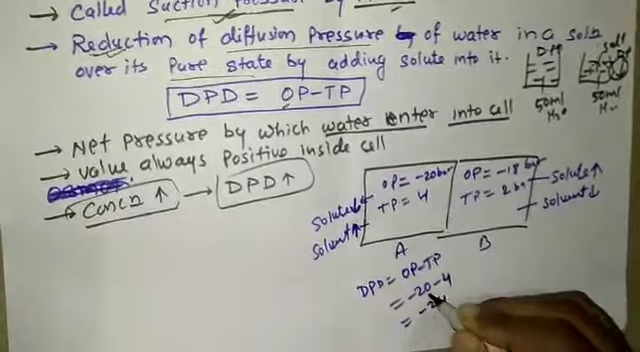 → Called Suction
→ Reduction of diffusion pressure of water in a soln
over its Pure state by adding solute into it.
DPD = OP-TP
→ Net pressure by which water enter into cell
→ value always Positive inside cell
→ Concn ↑ → DPD ↑
50ml
H₂O
50ml
OP = -20bar
TP = 4
OP = -18 bar
TP = 2 bar
Solute↓
Solvent↑
Solute↑
Solvent↓
A
B
DPD = OP-TP
= -20-4